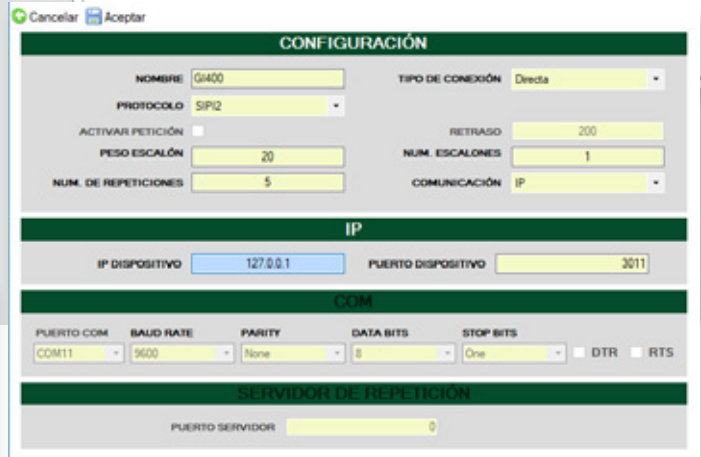 Cancelar Aceptar
CONFIGURACIÓN
NOMBRE GI400 TIPO DE CONEXIÓN Directa
PROTOCOLO SIPI2
ACTIVAR PETICIÓN RETRASO 200
PESO ESCALÓN 20 NUM. ESCALONES 1
NUM. DE REPETICIONES 5 COMUNICACIÓN IP
IP
IP DISPOSITIVO 127.0.0.1 PUERTO DISPOSITIVO 3011
COM
PUERTO COM BAUD RATE PARITY DATA BITS STOP BITS
COM11 9600 None 8 One DTR RTS
SERVIDOR DE REPETICIÓN
PUERTO SERVIDOR 0